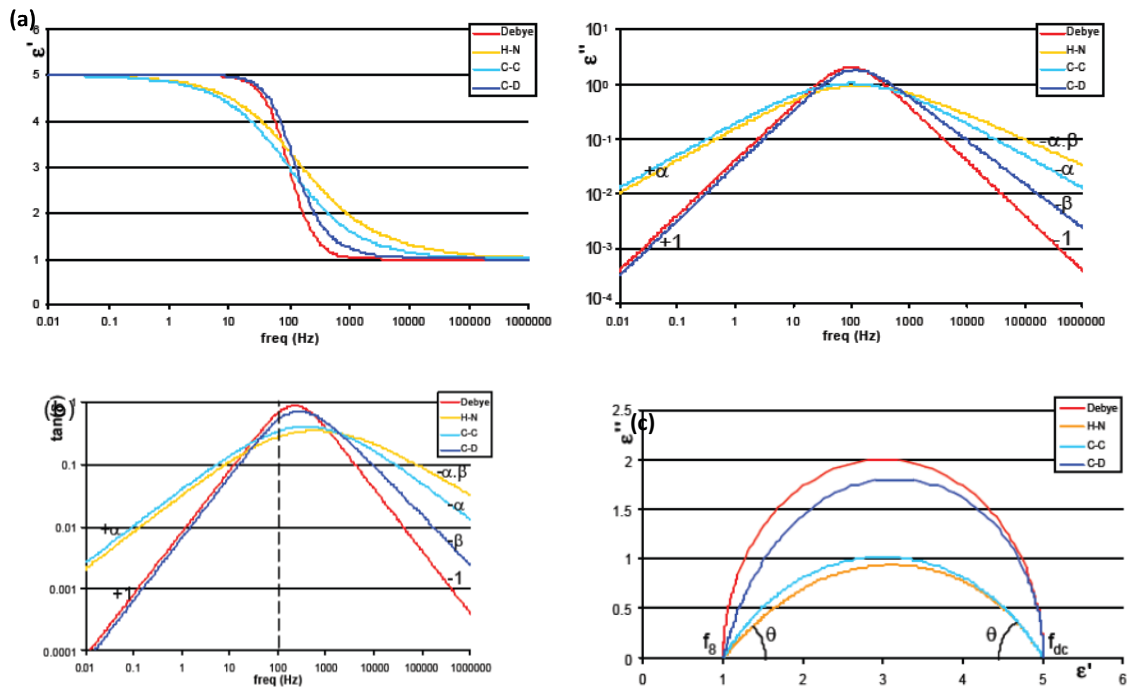 (a)
ε'
6
5
4
3
2
1
0
0.01 0.1 1 10 100 1000 10000 100000 1000000
freq (Hz)
Debye
H-N
C-C
C-D
ε"
10¹
10⁰
10⁻¹
10⁻²
10⁻³
10⁻⁴
0.01 0.1 1 10 100 1000 10000 100000 1000000
freq (Hz)
Debye
H-N
C-C
C-D
+α
+1
-α.β
-α
-β
-1
1
0.1
0.01
0.001
0.0001
0.01 0.1 1 10 100 1000 10000 100000 1000000
freq (Hz)
Debye
H-N
C-C
C-D
+α
+1
-α.β
-α
-β
-1
(c)
ε"
2.5
2
1.5
1
0.5
0
0 1 2 3 4 5 6
ε'
Debye
H-N
C-C
C-D
f8
θ
θ
fdc